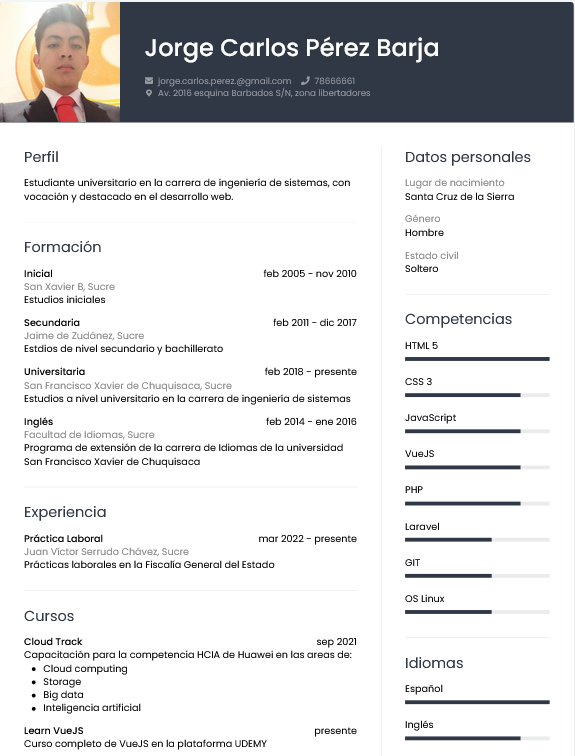 Jorge Carlos Pérez Barja
jorge.carlos.perez.@gmail.com 78666661
Av. 2016 esquina Barbados S/N, zona libertadores
Perfil
Estudiante universitario en la carrera de ingeniería de sistemas, con
vocación y destacado en el desarrollo web.
Formación
Inicial feb 2005 - nov 2010
San Xavier B, Sucre
Estudios iniciales
Secundaria feb 2011 - dic 2017
Jaime de Zudánez, Sucre
Estdios de nivel secundario y bachillerato
Universitaria feb 2018 - presente
San Francisco Xavier de Chuquisaca, Sucre
Estudios a nivel universitario en la carrera de ingeniería de sistemas
Inglés feb 2014 - ene 2016
Facultad de Idiomas, Sucre
Programa de extensión de la carrera de Idiomas de la universidad
San Francisco Xavier de Chuquisaca
Experiencia
Práctica Laboral mar 2022 - presente
Juan Víctor Serrudo Chávez, Sucre
Prácticas laborales en la Fiscalía General del Estado
Cursos
Cloud Track sep 2021
Capacitación para la competencia HCIA de Huawei en las areas de:
• Cloud computing
• Storage
• Big data
• Inteligencia artificial
Learn VueJS presente
Curso completo de VueJS en la plataforma UDEMY
Datos personales
Lugar de nacimiento
Santa Cruz de la Sierra
Género
Hombre
Estado civil
Soltero
Competencias
HTML 5
CSS 3
JavaScript
VueJS
PHP
Laravel
GIT
OS Linux
Idiomas
Español
Inglés